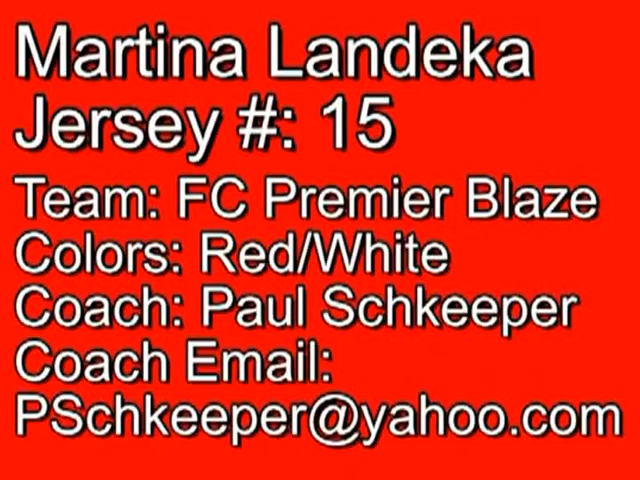 Martina Landeka
Jersey #: 15
Team: FC Premier Blaze
Colors: Red/White
Coach: Paul Schkeeper
Coach Email:
PSchkeeper@yahoo.com